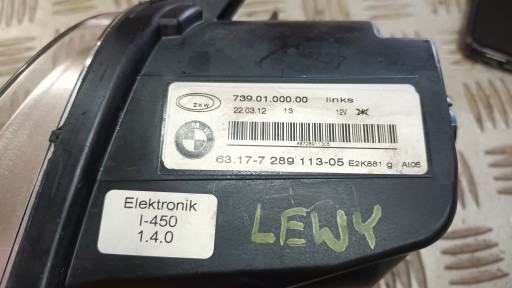 ZKW
739.01.000.00 links
22.03.12 13 12V
BMW
63.17-7 289 113-05 E2K881 g AI05
Elektronik
I-450
1.4.0
LEWY